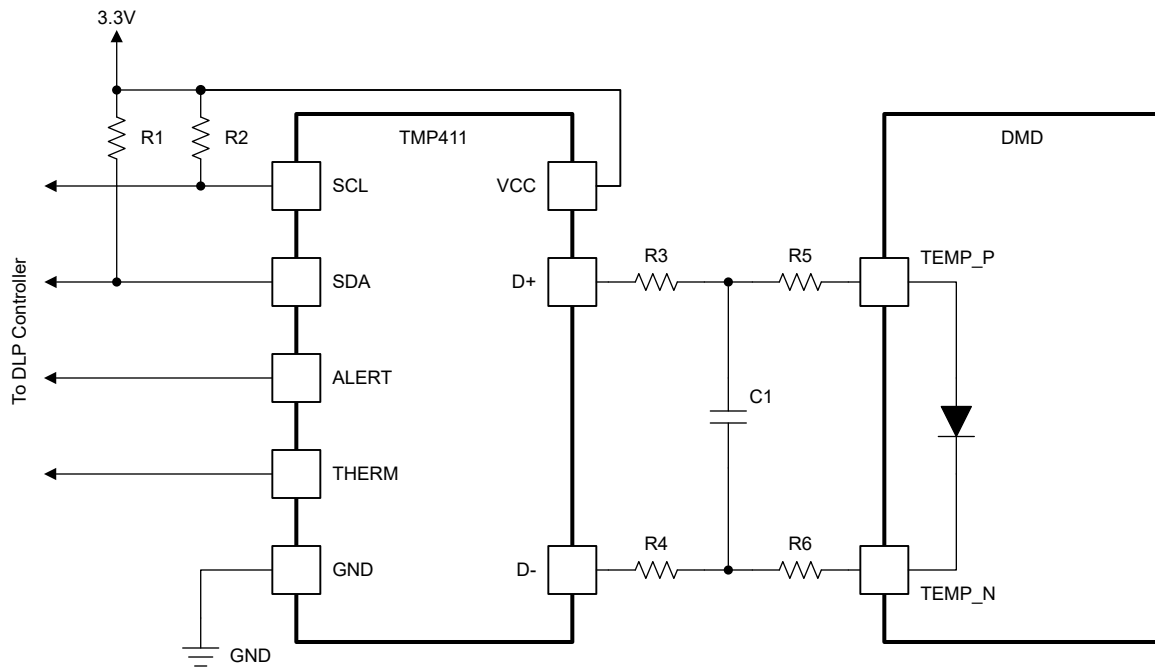 3.3V
R1
R2
TMP411
DMD
SCL
VCC
R3
R5
TEMP_P
SDA
D+
To DLP Controller
ALERT
C1
THERM
R4
R6
GND
D-
TEMP_N
GND